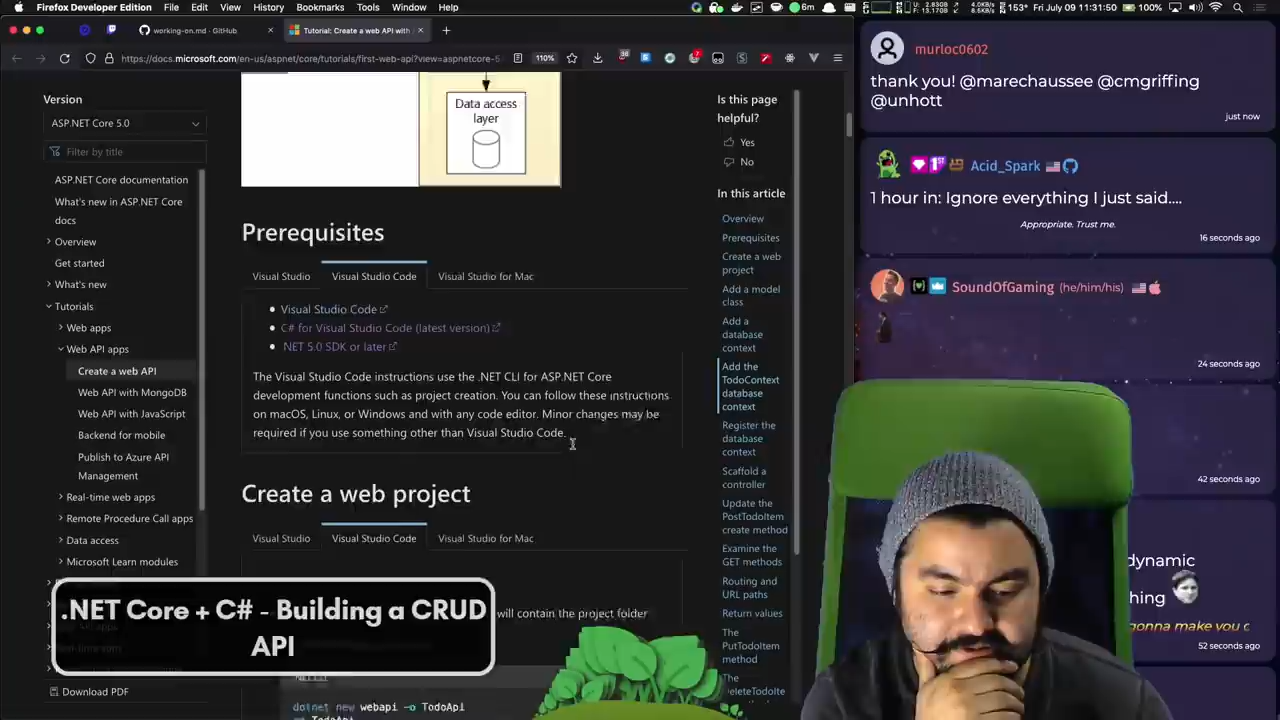 Firefox Developer Edition File Edit View History Bookmarks Tools Window Help
6m
2.8308
4.0KB/s
73° Fri July 09 11:31:50 100%
working-on.md · GitHub
Tutorial: Create a web API with
https://docs.microsoft.com/en-us/aspnet/core/tutorials/first-web-api?view=aspnetcore-5
110%
Version
ASP.NET Core 5.0
Filter by title
ASP.NET Core documentation
What's new in ASP.NET Core
docs
Overview
Get started
What's new
Tutorials
Web apps
Web API apps
Create a web API
Web API with MongoDB
Web API with JavaScript
Backend for mobile
Publish to Azure API
Management
Real-time web apps
Remote Procedure Call apps
Data access
Microsoft Learn modules
Download PDF
Data access
layer
Prerequisites
Visual Studio Visual Studio Code Visual Studio for Mac
Visual Studio Code
C# for Visual Studio Code (latest version)
.NET 5.0 SDK or later
The Visual Studio Code instructions use the .NET CLI for ASP.NET Core
development functions such as project creation. You can follow these instructions
on macOS, Linux, or Windows and with any code editor. Minor changes may be
required if you use something other than Visual Studio Code.
Create a web project
Visual Studio Visual Studio Code Visual Studio for Mac
will contain the project folder
dotnet new webapi -o TodoApi
Is this page
helpful?
Yes
No
In this article
Overview
Prerequisites
Create a web
project
Add a model
class
Add a
database
context
Add the
TodoContext
database
context
Register the
database
context
Scaffold a
controller
Update the
PostTodoItem
create method
Examine the
GET methods
Routing and
URL paths
Return values
The
PutTodoItem
method
The
DeleteTodoIte
.NET Core + C# - Building a CRUD
API
murloc0602
thank you! @marechaussee @cmgriffing
@unhott
just now
Acid_Spark
1 hour in: Ignore everything I just said....
Appropriate. Trust me.
16 seconds ago
SoundOfGaming (he/him/his)
24 seconds ago
42 seconds ago
dynamic
hing
gonna make you c
52 seconds ago